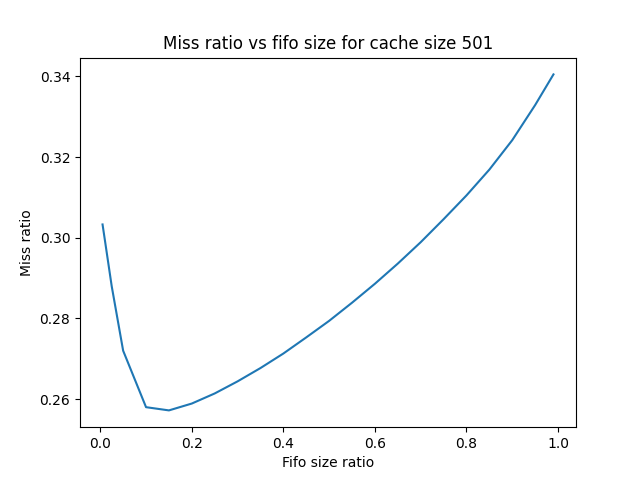 Miss ratio vs fifo size for cache size 501
0.34
0.32
0.30
0.28
0.26
Miss ratio
0.0 0.2 0.4 0.6 0.8 1.0
Fifo size ratio